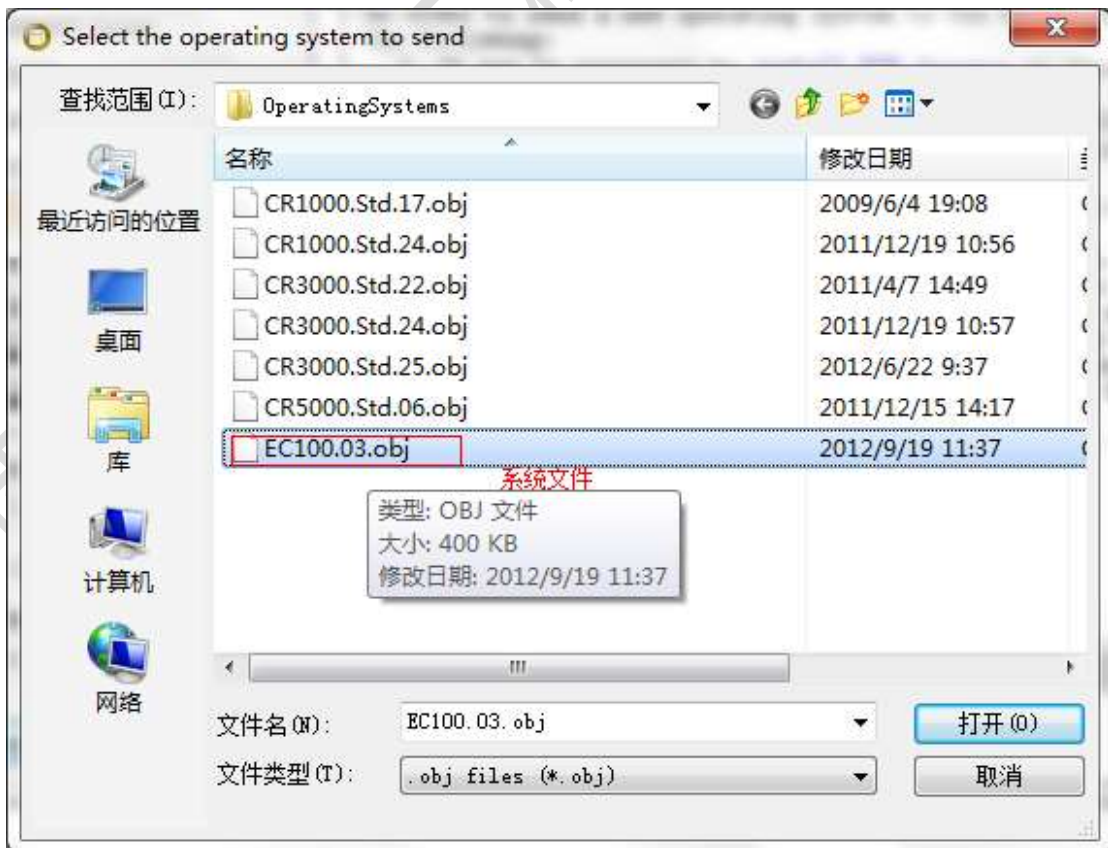 Select the operating system to send
查找范围(I):
OperatingSystems
名称
修改日期
最近访问的位置
桌面
库
计算机
网络
CR1000.Std.17.obj 2009/6/4 19:08
CR1000.Std.24.obj 2011/12/19 10:56
CR3000.Std.22.obj 2011/4/7 14:49
CR3000.Std.24.obj 2011/12/19 10:57
CR3000.Std.25.obj 2012/6/22 9:37
CR5000.Std.06.obj 2011/12/15 14:17
EC100.03.obj 2012/9/19 11:37
系统文件
类型: OBJ 文件
大小: 400 KB
修改日期: 2012/9/19 11:37
文件名(N): EC100.03.obj 打开(O)
文件类型(T): .obj files (*.obj) 取消